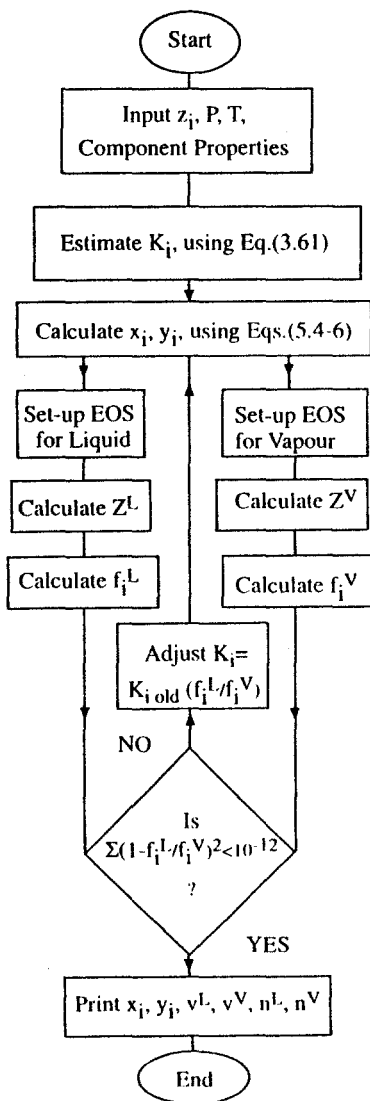 Start
Input z_i, P, T,
Component Properties
Estimate K_i, using Eq.(3.61)
Calculate x_i, y_i, using Eqs.(5.4-6)
Set-up EOS
for Liquid
Set-up EOS
for Vapour
Calculate Z^L
Calculate Z^V
Calculate f_i^L
Calculate f_i^V
Adjust K_i=
K_i old (f_i^L/f_i^V)
NO
Is
Σ(1-f_i^L/f_i^V)^2<10^-12
?
YES
Print x_i, y_i, v^L, v^V, n^L, n^V
End